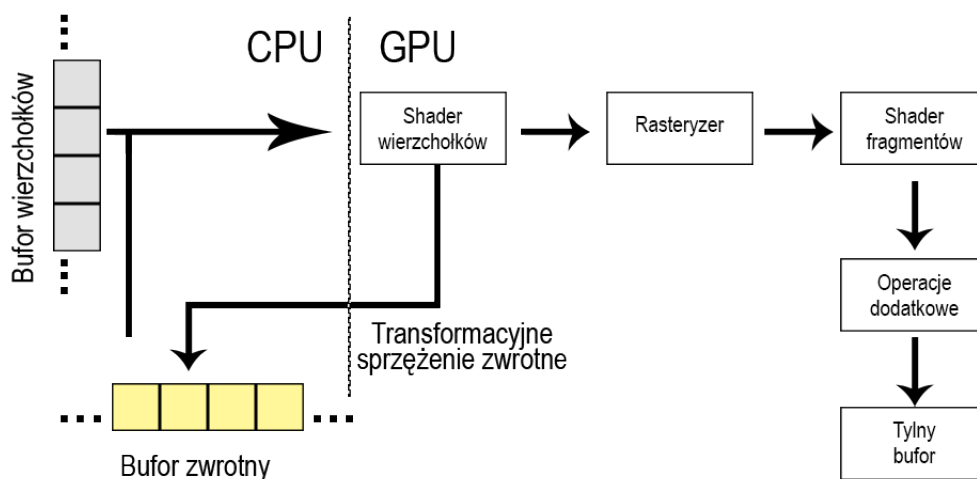 CPU
GPU
Bufor wierzchołków
Shader
wierzchołków
Rasteryzer
Shader
fragmentów
Operacje
dodatkowe
Transformacyjne
sprzężenie zwrotne
Tylny
bufor
Bufor zwrotny